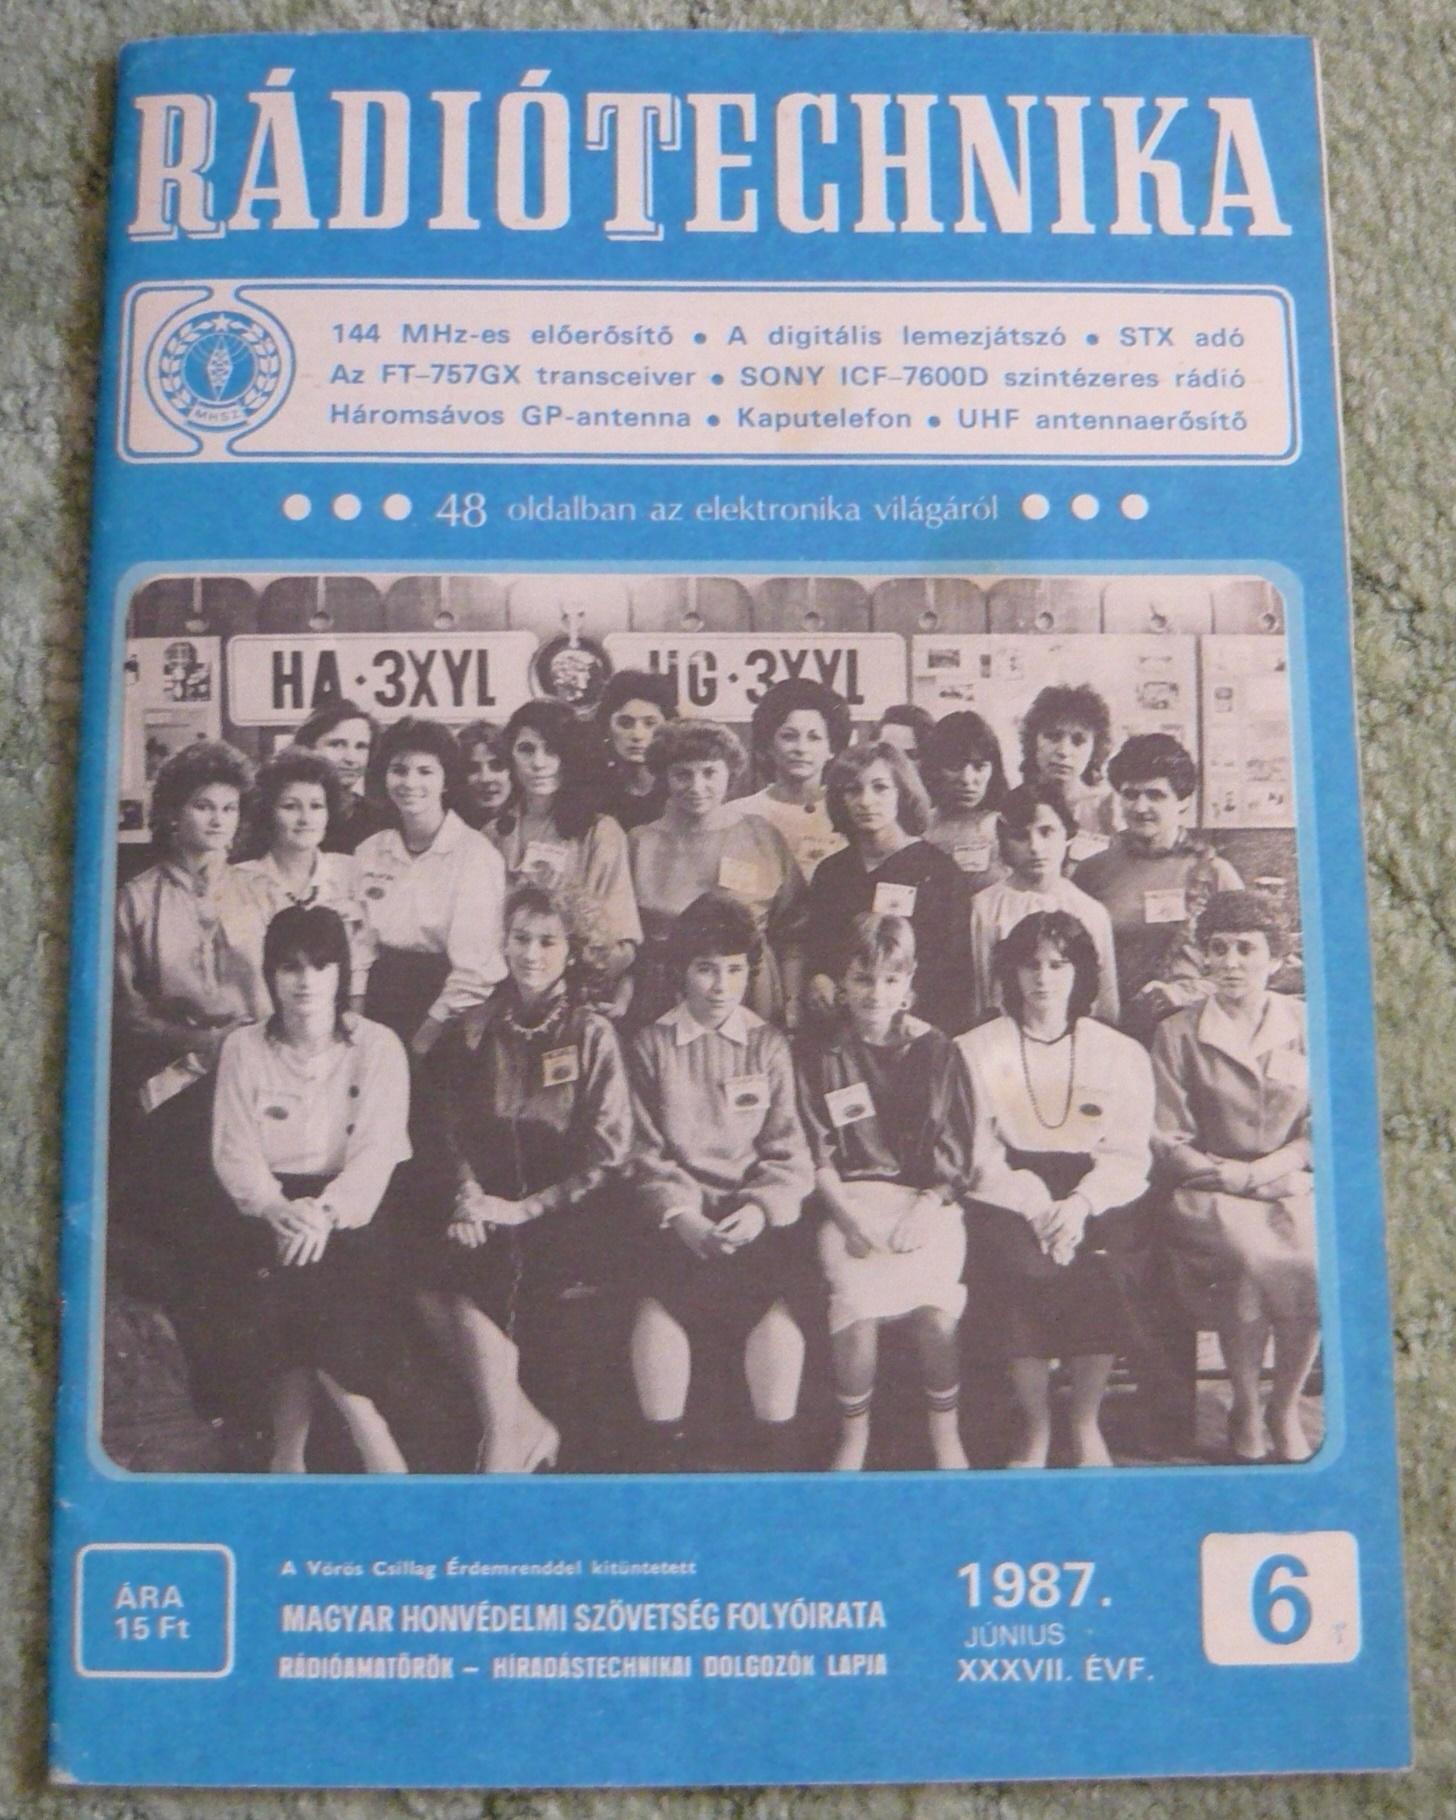 RÁDIÓTECHNIKA
144 MHz-es előerősítő • A digitális lemezjátszó • STX adó
Az FT-757GX transceiver • SONY ICF-7600D szintézeres rádió
Háromsávos GP-antenna • Kaputelefon • UHF antennaerősítő
MHSZ
● ● ● 48 oldalban az elektronika világáról ● ● ●
HA·3XYL HG·3XYL
ÁRA
15 Ft
A Vörös Csillag Érdemrenddel kitüntetett
MAGYAR HONVÉDELMI SZÖVETSÉG FOLYÓIRATA
RÁDIÓAMATŐRÖK – HÍRADÁSTECHNIKAI DOLGOZÓK LAPJA
1987.
JÚNIUS
XXXVII. ÉVF.
6